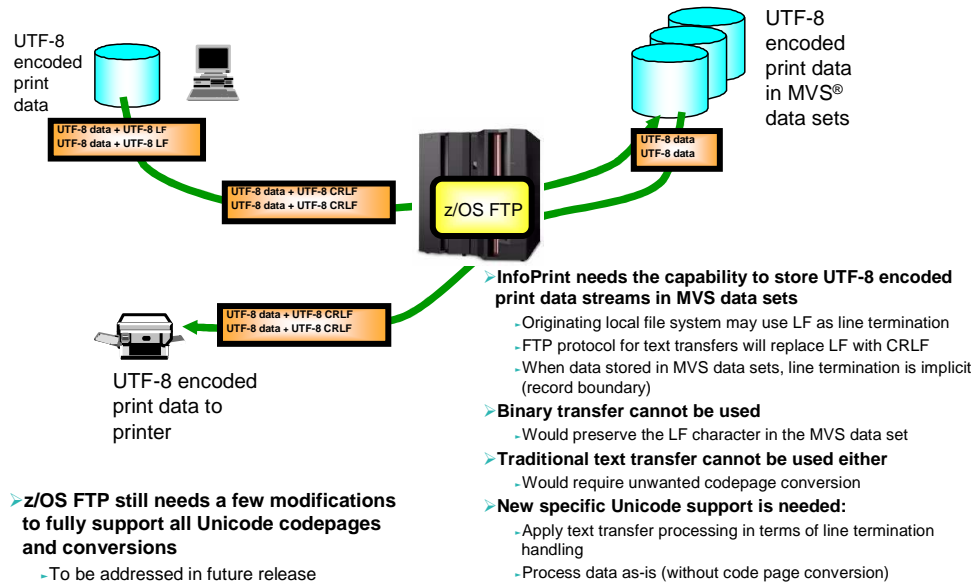 UTF-8
encoded
print
data
UTF-8 data + UTF-8 LF
UTF-8 data + UTF-8 LF
UTF-8 data + UTF-8 CRLF
UTF-8 data + UTF-8 CRLF
z/OS FTP
UTF-8
encoded
print data
in MVS®
data sets
UTF-8 data
UTF-8 data
UTF-8 data + UTF-8 CRLF
UTF-8 data + UTF-8 CRLF
UTF-8 encoded
print data to
printer
➢z/OS FTP still needs a few modifications
to fully support all Unicode codepages
and conversions
►To be addressed in future release
➢InfoPrint needs the capability to store UTF-8 encoded
print data streams in MVS data sets
►Originating local file system may use LF as line termination
►FTP protocol for text transfers will replace LF with CRLF
►When data stored in MVS data sets, line termination is implicit
(record boundary)
➢Binary transfer cannot be used
►Would preserve the LF character in the MVS data set
➢Traditional text transfer cannot be used either
►Would require unwanted codepage conversion
➢New specific Unicode support is needed:
►Apply text transfer processing in terms of line termination
handling
►Process data as-is (without code page conversion)